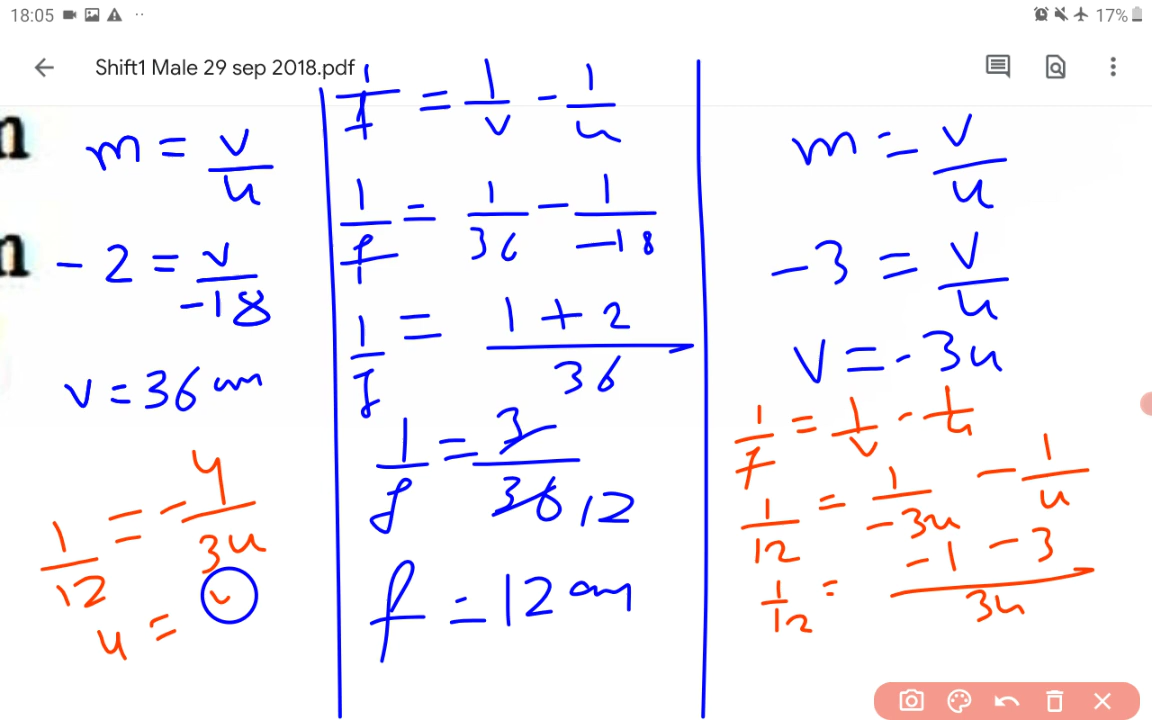 18:05
17%
Shift1 Male 29 sep 2018.pdf
n
n
m = v/u
-2 = v/-18
v = 36 cm
1/f = 1/v - 1/u
1/f = 1/36 - 1/-18
1/f = 1 + 2/36
1/f = 3/36 12
f = 12 cm
m = v/u
-3 = v/u
v = -3u
1/f = 1/v - 1/u
1/12 = 1/-3u - 1/u
1/12 = -1 - 3/3u
1/12 = -4/3u
u =